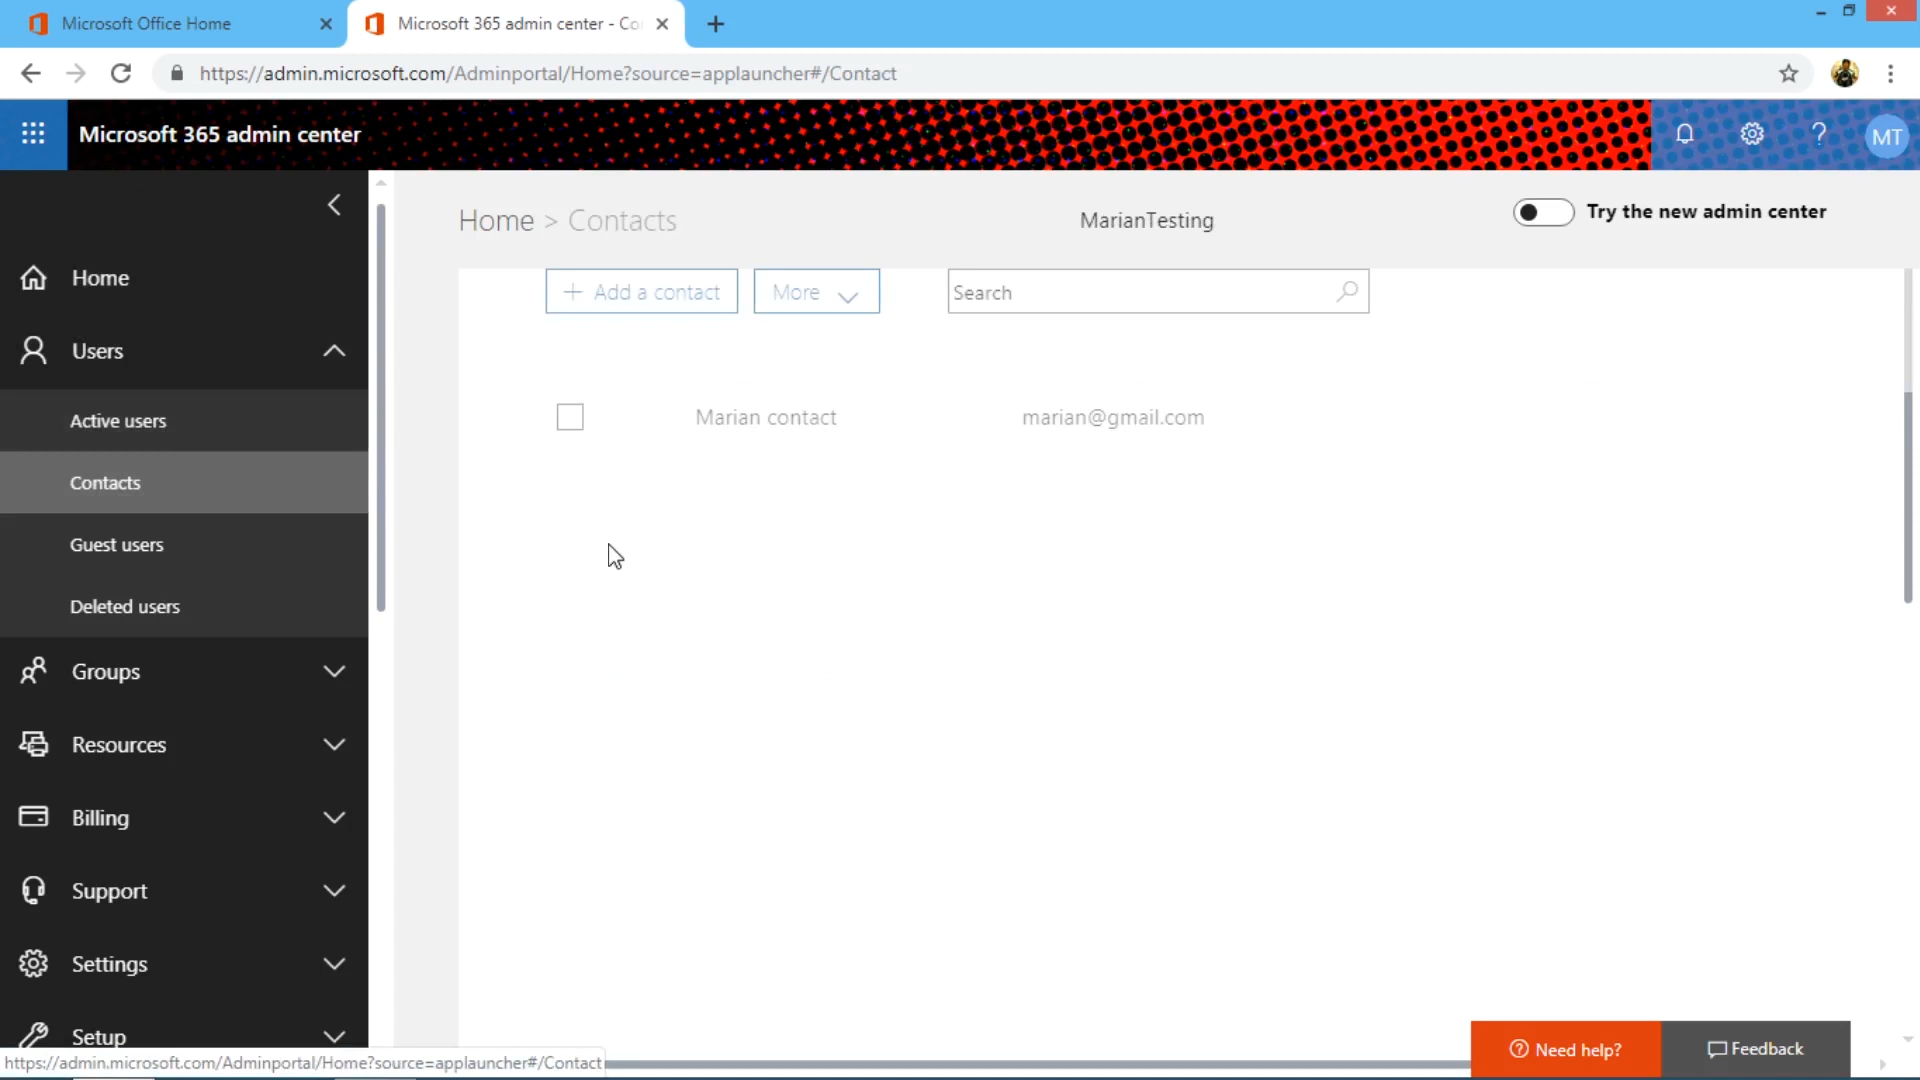 Microsoft Office Home
Microsoft 365 admin center - Co
https://admin.microsoft.com/Adminportal/Home?source=applauncher#/Contact
Microsoft 365 admin center
MT
Home > Contacts
MarianTesting
Try the new admin center
+ Add a contact
More
Search
Marian contact
marian@gmail.com
Home
Users
Active users
Contacts
Guest users
Deleted users
Groups
Resources
Billing
Support
Settings
Setup
https://admin.microsoft.com/Adminportal/Home?source=applauncher#/Contact
Need help?
Feedback